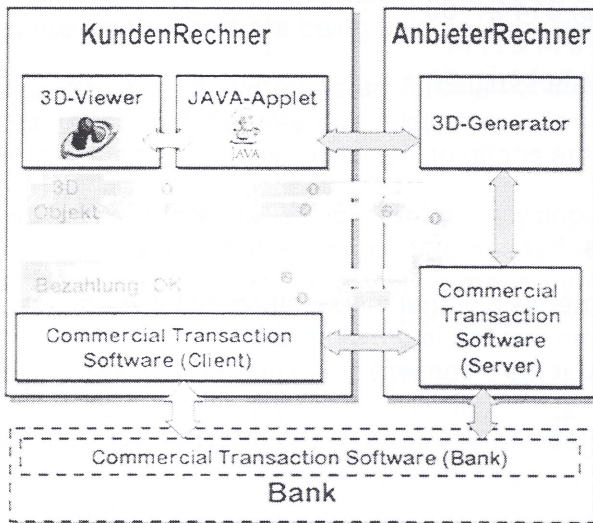 KundenRechner
AnbieterRechner
3D-Viewer
JAVA-Applet
JAVA
3D-Generator
3D
Objekt
Bezahlung OK
Commercial Transaction
Software (Client)
Commercial
Transaction
Software
(Server)
Commercial Transaction Software (Bank)
Bank